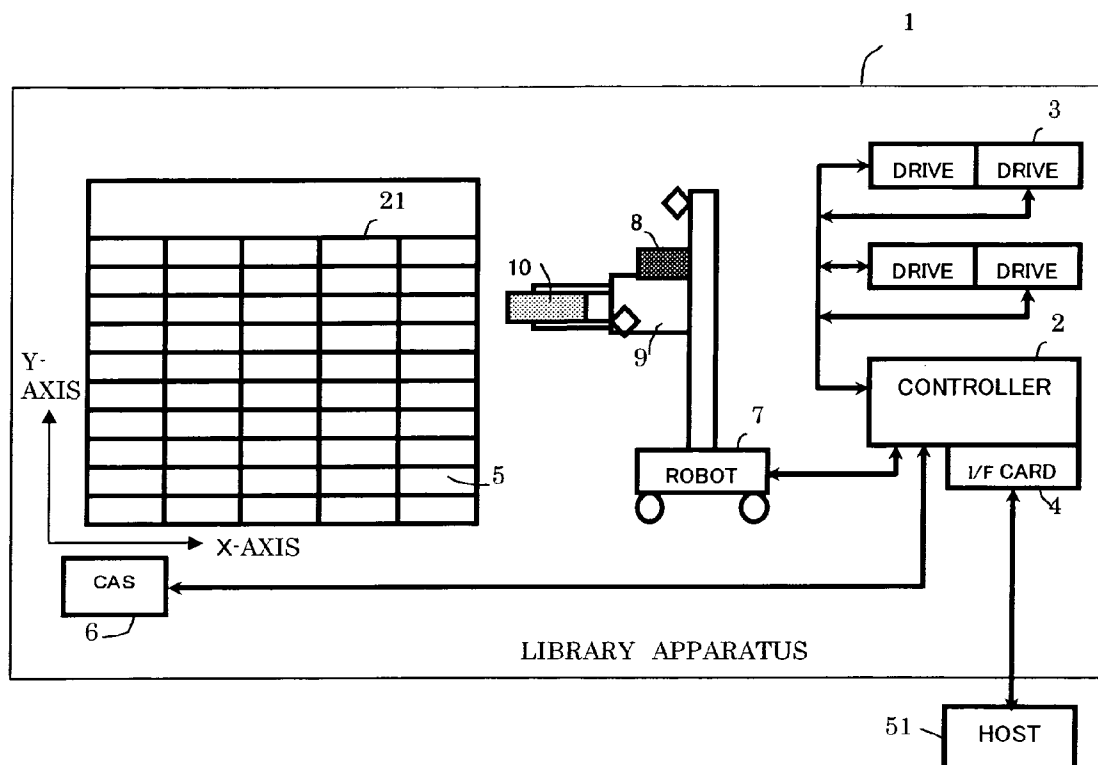 1
3
DRIVE DRIVE
21
8
10
DRIVE DRIVE
2
9
Y-
AXIS
CONTROLLER
7
5
ROBOT
I/F CARD
4
X-AXIS
CAS
6
LIBRARY APPARATUS
51
HOST